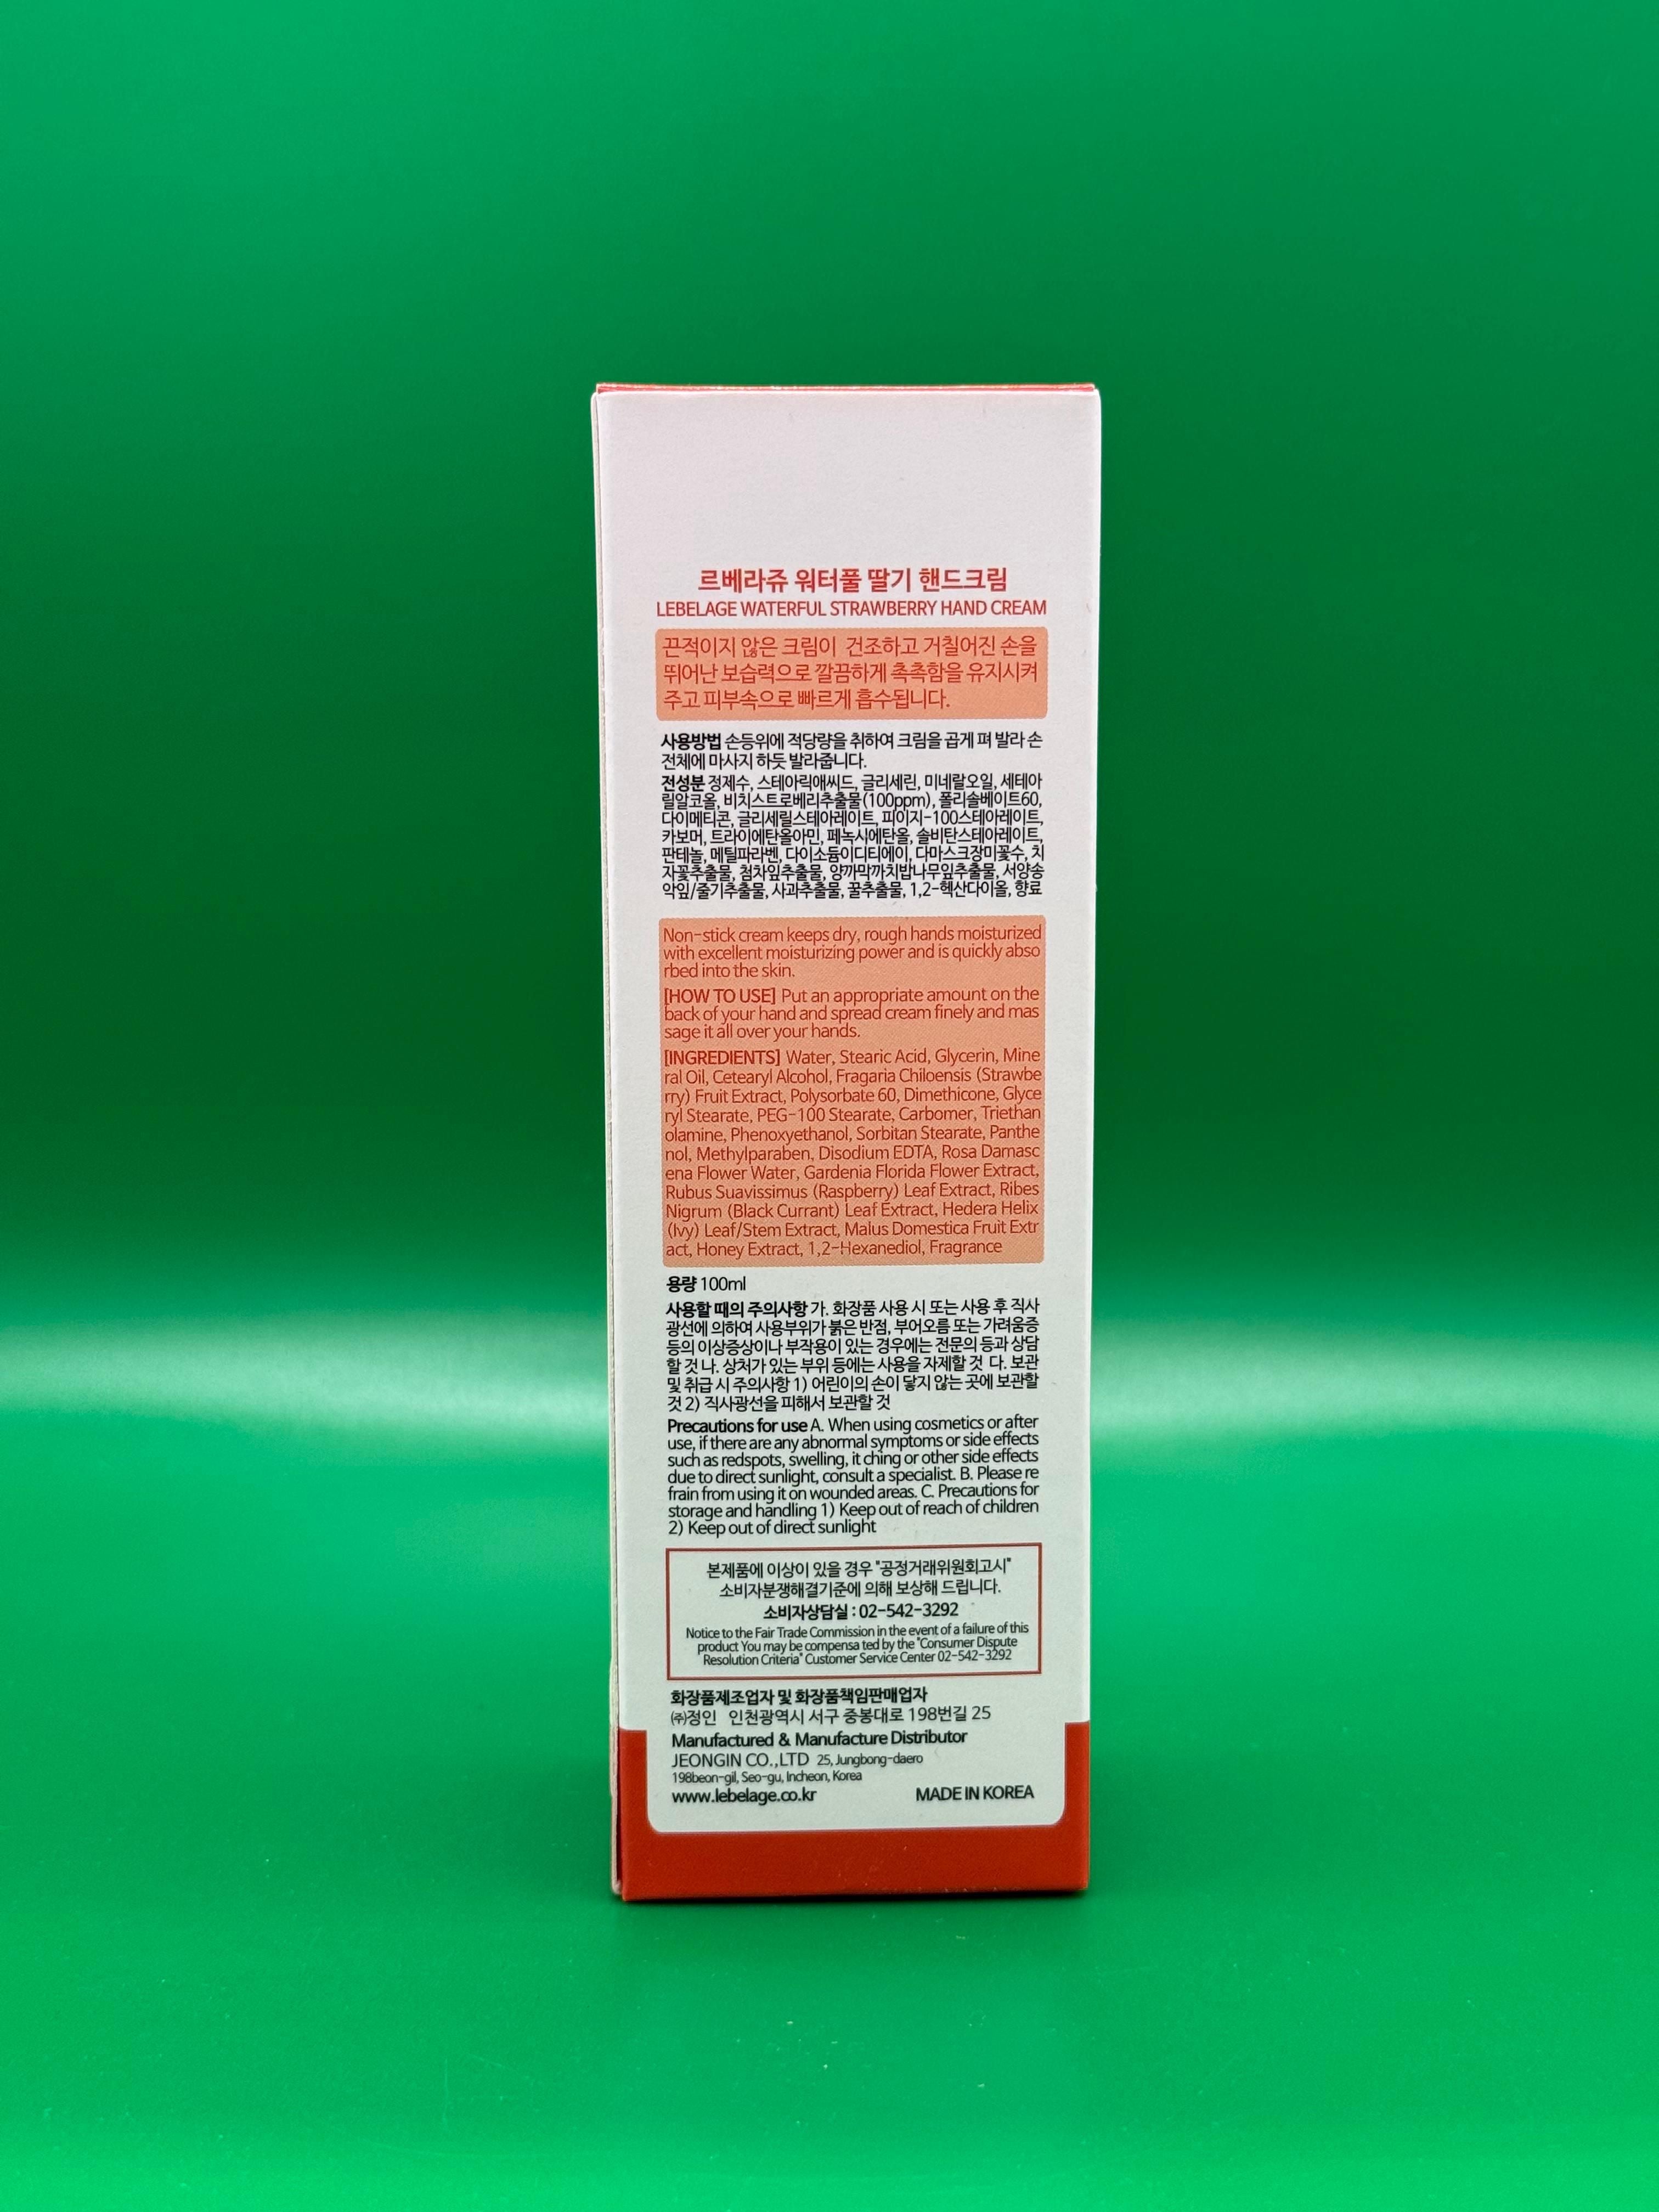 르베라쥬 워터풀 딸기 핸드크림
LEBELAGE WATERFUL STRAWBERRY HAND CREAM
끈적이지 않은 크림이 건조하고 거칠어진 손을
뛰어난 보습력으로 깔끔하게 촉촉함을 유지시켜
주고 피부속으로 빠르게 흡수됩니다.
사용방법 손등위에 적당량을 취하여 크림을 곱게 펴 발라 손
전체에 마사지 하듯 발라줍니다.
전성분 정제수, 스테아릭애씨드, 글리세린, 미네랄오일, 세테아
릴알코올, 비치스트로베리추출물(100ppm), 폴리솔베이트60,
다이메티콘, 글리세릴스테아레이트, 피이지-100스테아레이트,
카보머, 트라이에탄올아민, 페녹시에탄올, 솔비탄스테아레이트,
판테놀, 메틸파라벤, 다이소듐이디티에이, 다마스크장미꽃수, 치
자꽃추출물, 첨차잎추출물, 양까막까치밥나무잎추출물, 서양송
악잎/줄기추출물, 사과추출물, 꿀추출물, 1,2-헥산다이올, 향료
Non-stick cream keeps dry, rough hands moisturized
with excellent moisturizing power and is quickly abso
rbed into the skin.
[HOW TO USE] Put an appropriate amount on the
back of your hand and spread cream finely and mas
sage it all over your hands.
[INGREDIENTS] Water, Stearic Acid, Glycerin, Mine
ral Oil, Cetearyl Alcohol, Fragaria Chiloensis (Strawbe
rry) Fruit Extract, Polysorbate 60, Dimethicone, Glyce
ryl Stearate, PEG-100 Stearate, Carbomer, Triethan
olamine, Phenoxyethanol, Sorbitan Stearate, Panthe
nol, Methylparaben, Disodium EDTA, Rosa Damasc
ena Flower Water, Gardenia Florida Flower Extract,
Rubus Suavissimus (Raspberry) Leaf Extract, Ribes
Nigrum (Black Currant) Leaf Extract, Hedera Helix
(Ivy) Leaf/Stem Extract, Malus Domestica Fruit Extr
act, Honey Extract, 1,2-Hexanediol, Fragrance
용량 100ml
사용할 때의 주의사항 가. 화장품 사용 시 또는 사용 후 직사
광선에 의하여 사용부위가 붉은 반점, 부어오름 또는 가려움증
등의 이상증상이나 부작용이 있는 경우에는 전문의 등과 상담
할 것 나. 상처가 있는 부위 등에는 사용을 자제할 것 다. 보관
및 취급 시 주의사항 1) 어린이의 손이 닿지 않는 곳에 보관할
것 2) 직사광선을 피해서 보관할 것
Precautions for use A. When using cosmetics or after
use, if there are any abnormal symptoms or side effects
such as redspots, swelling, it ching or other side effects
due to direct sunlight, consult a specialist. B. Please re
frain from using it on wounded areas. C. Precautions for
storage and handling 1) Keep out of reach of children
2) Keep out of direct sunlight
본제품에 이상이 있을 경우 "공정거래위원회고시"
소비자분쟁해결기준에 의해 보상해 드립니다.
소비자상담실 : 02-542-3292
Notice to the Fair Trade Commission in the event of a failure of this
product You may be compensa ted by the "Consumer Dispute
Resolution Criteria" Customer Service Center 02-542-3292
화장품제조업자 및 화장품책임판매업자
㈜정인 인천광역시 서구 중봉대로 198번길 25
Manufactured & Manufacture Distributor
JEONGIN CO.,LTD 25, Jungbong-daero
198beon-gil, Seo-gu, Incheon, Korea
www.lebelage.co.kr MADE IN KOREA